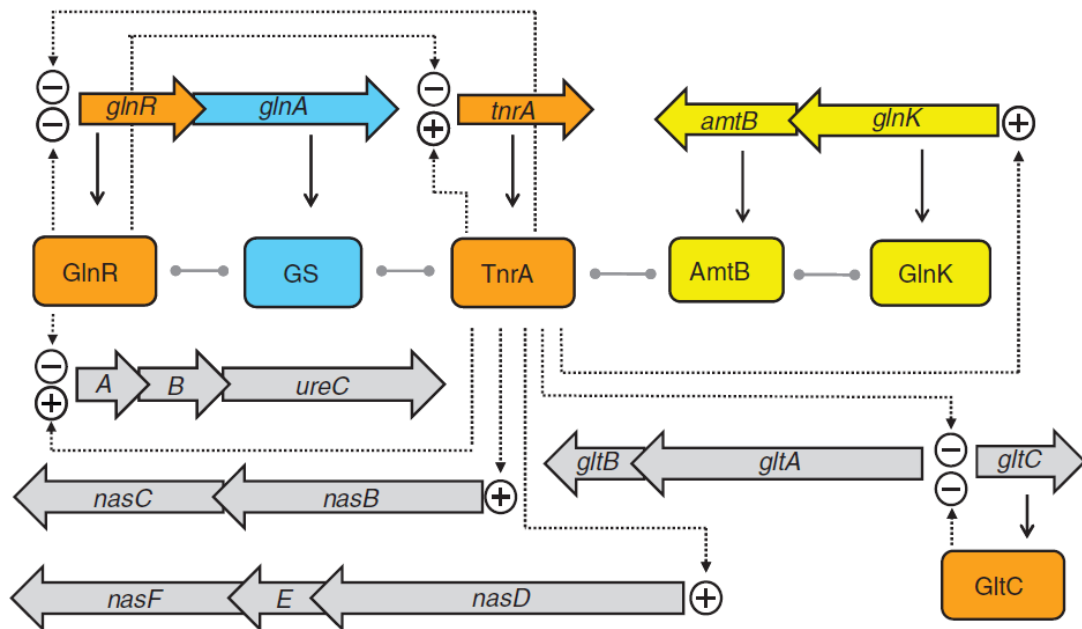 glnR glnA tnrA amtB glnK
− − − + +
GlnR GS TnrA AmtB GlnK
− +
A B ureC
gltB gltA − − gltC
nasC nasB +
nasF E nasD +
GltC